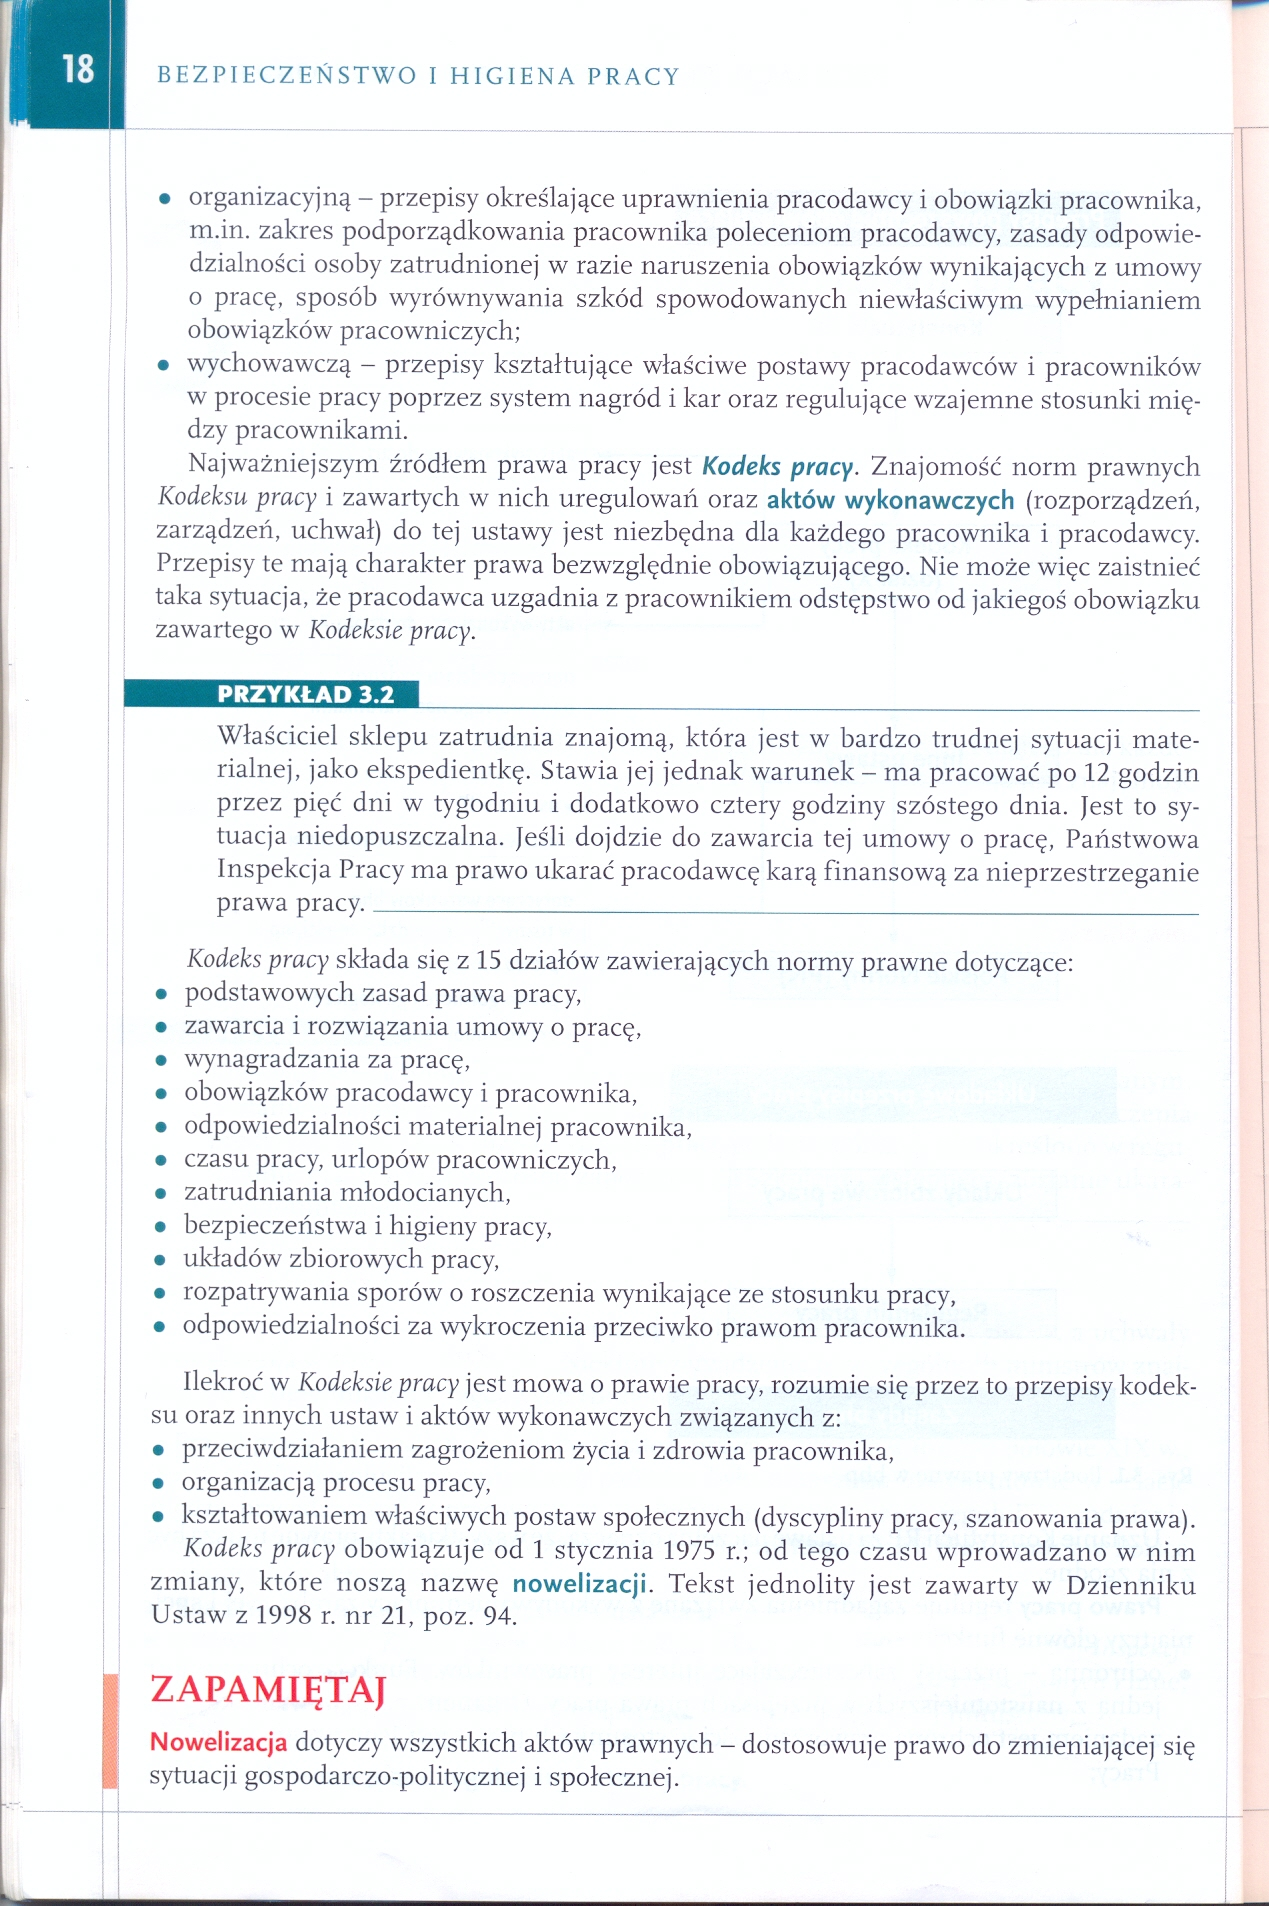 18
BEZPIECZEŃSTWO I HIGIENA PRACY
• organizacyjną – przepisy określające uprawnienia pracodawcy i obowiązki pracownika,
m.in. zakres podporządkowania pracownika poleceniom pracodawcy, zasady odpowie-
dzialności osoby zatrudnionej w razie naruszenia obowiązków wynikających z umowy
o pracę, sposób wyrównywania szkód spowodowanych niewłaściwym wypełnianiem
obowiązków pracowniczych;
• wychowawczą – przepisy kształtujące właściwe postawy pracodawców i pracowników
w procesie pracy poprzez system nagród i kar oraz regulujące wzajemne stosunki mię-
dzy pracownikami.
Najważniejszym źródłem prawa pracy jest Kodeks pracy. Znajomość norm prawnych
Kodeksu pracy i zawartych w nich uregulowań oraz aktów wykonawczych (rozporządzeń,
zarządzeń, uchwał) do tej ustawy jest niezbędna dla każdego pracownika i pracodawcy.
Przepisy te mają charakter prawa bezwzględnie obowiązującego. Nie może więc zaistnieć
taka sytuacja, że pracodawca uzgadnia z pracownikiem odstępstwo od jakiegoś obowiązku
zawartego w Kodeksie pracy.
PRZYKŁAD 3.2
Właściciel sklepu zatrudnia znajomą, która jest w bardzo trudnej sytuacji mate-
rialnej, jako ekspedientkę. Stawia jej jednak warunek – ma pracować po 12 godzin
przez pięć dni w tygodniu i dodatkowo cztery godziny szóstego dnia. Jest to sy-
tuacja niedopuszczalna. Jeśli dojdzie do zawarcia tej umowy o pracę, Państwowa
Inspekcja Pracy ma prawo ukarać pracodawcę karą finansową za nieprzestrzeganie
prawa pracy.
Kodeks pracy składa się z 15 działów zawierających normy prawne dotyczące:
• podstawowych zasad prawa pracy,
• zawarcia i rozwiązania umowy o pracę,
• wynagradzania za pracę,
• obowiązków pracodawcy i pracownika,
• odpowiedzialności materialnej pracownika,
• czasu pracy, urlopów pracowniczych,
• zatrudniania młodocianych,
• bezpieczeństwa i higieny pracy,
• układów zbiorowych pracy,
• rozpatrywania sporów o roszczenia wynikające ze stosunku pracy,
• odpowiedzialności za wykroczenia przeciwko prawom pracownika.
Ilekroć w Kodeksie pracy jest mowa o prawie pracy, rozumie się przez to przepisy kodek-
su oraz innych ustaw i aktów wykonawczych związanych z:
• przeciwdziałaniem zagrożeniom życia i zdrowia pracownika,
• organizacją procesu pracy,
• kształtowaniem właściwych postaw społecznych (dyscypliny pracy, szanowania prawa).
Kodeks pracy obowiązuje od 1 stycznia 1975 r.; od tego czasu wprowadzano w nim
zmiany, które noszą nazwę nowelizacji. Tekst jednolity jest zawarty w Dzienniku
Ustaw z 1998 r. nr 21, poz. 94.
ZAPAMIĘTAJ
Nowelizacja dotyczy wszystkich aktów prawnych – dostosowuje prawo do zmieniającej się
sytuacji gospodarczo-politycznej i społecznej.